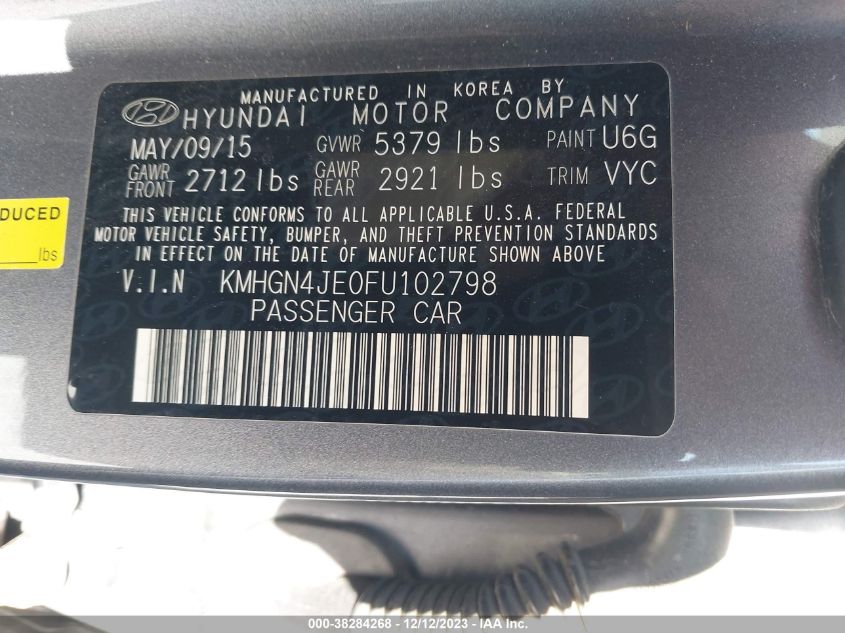 MANUFACTURED IN KOREA BY
HYUNDAI MOTOR COMPANY
MAY/09/15 GVWR 5379 lbs PAINT U6G
GAWR FRONT 2712 lbs GAWR REAR 2921 lbs TRIM VYC
THIS VEHICLE CONFORMS TO ALL APPLICABLE U.S.A. FEDERAL
MOTOR VEHICLE SAFETY, BUMPER, AND THEFT PREVENTION STANDARDS
IN EFFECT ON THE DATE OF MANUFACTURE SHOWN ABOVE
V.I.N KMHGN4JE0FU102798
PASSENGER CAR
DUCED
lbs
000-38284268 - 12/12/2023 - IAA Inc.